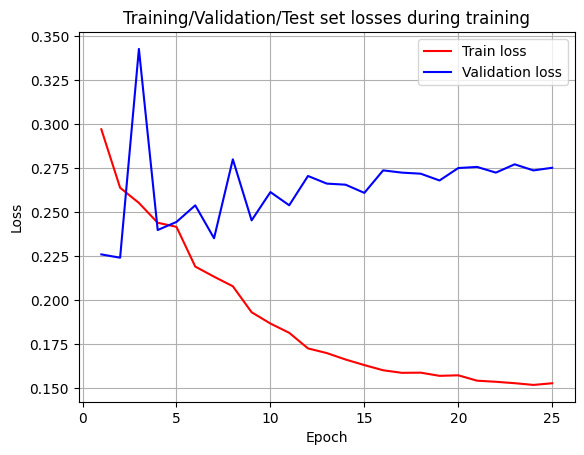 Training/Validation/Test set losses during training
Train loss
Validation loss
0.350
0.325
0.300
0.275
0.250
0.225
0.200
0.175
0.150
Loss
0 5 10 15 20 25
Epoch